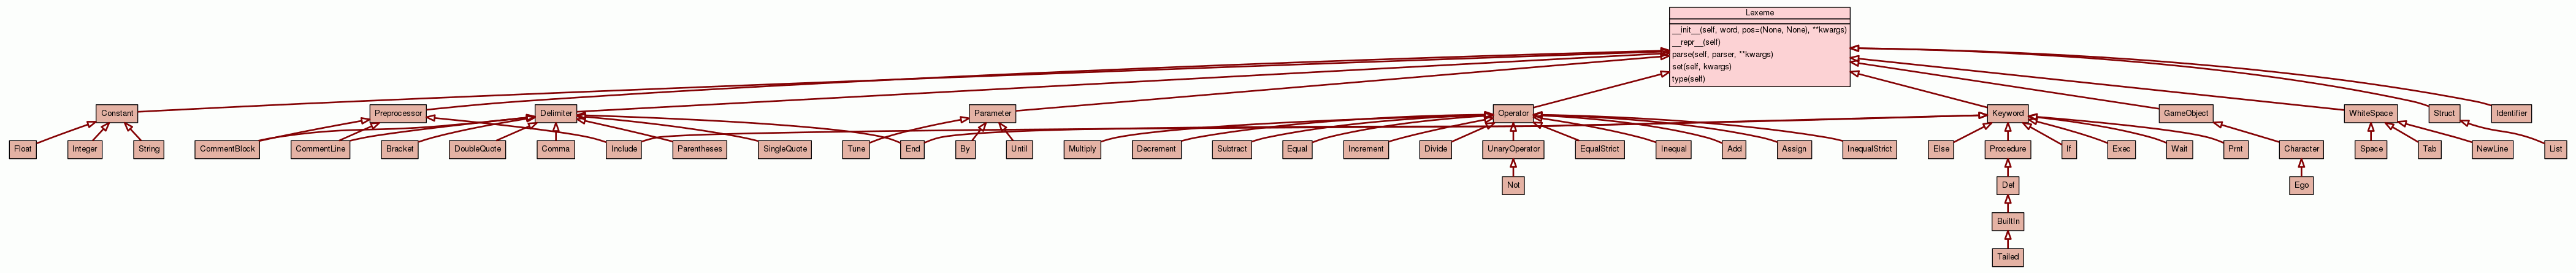 Lexeme
__init__(self, word, pos=(None, None), **kwargs)
__repr__(self)
parse(self, parser, **kwargs)
set(self, kwargs)
type(self)
Constant
Preprocessor
Delimiter
Parameter
Operator
Keyword
GameObject
WhiteSpace
Struct
Identifier
Float
Integer
String
CommentBlock
CommentLine
Bracket
DoubleQuote
Comma
Include
Parentheses
SingleQuote
Tune
End
By
Until
Multiply
Decrement
Subtract
Equal
Increment
Divide
UnaryOperator
EqualStrict
Inequal
Add
Assign
InequalStrict
Else
Procedure
If
Exec
Wait
Prnt
Character
Space
Tab
NewLine
List
Not
Def
Ego
BuiltIn
Tailed